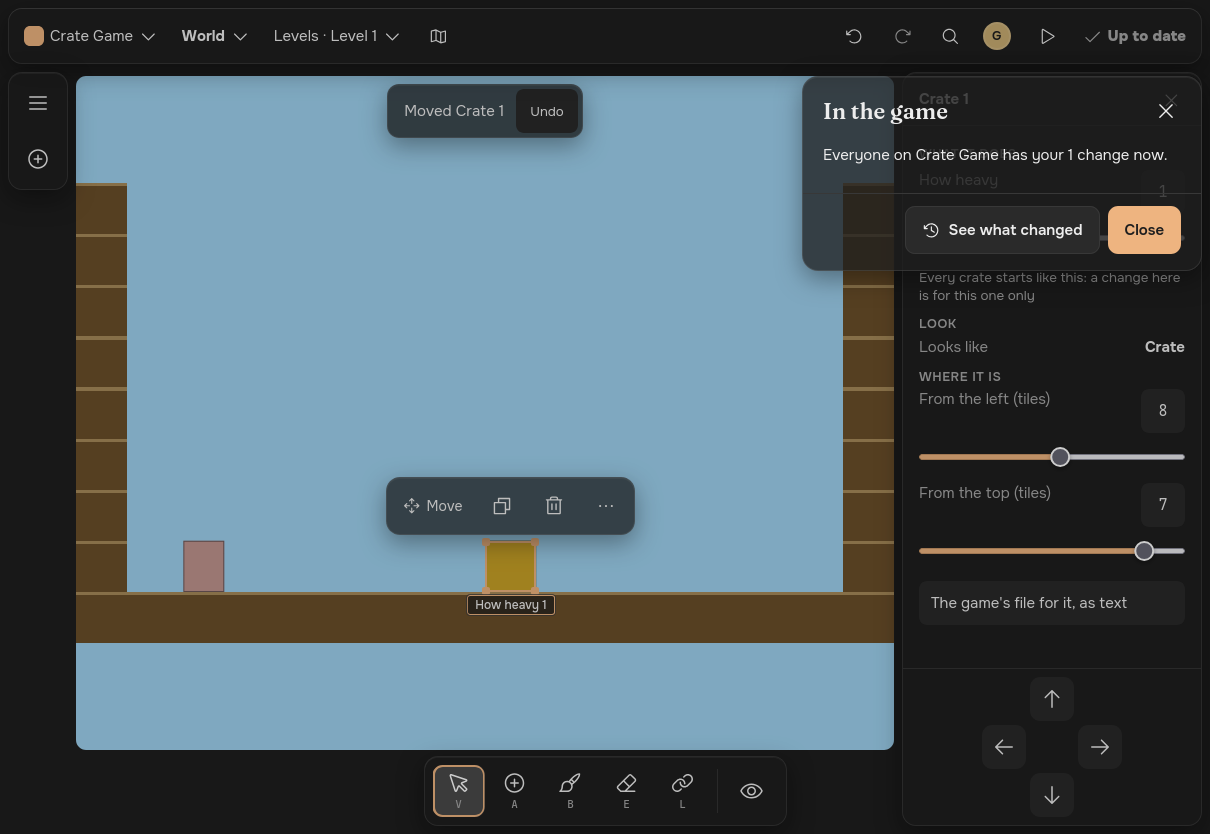 Crate Game
World
Levels · Level 1
G
Up to date
Moved Crate 1
Undo
Crate 1
In the game
Everyone on Crate Game has your 1 change now.
How heavy
1
See what changed
Close
Every crate starts like this: a change here
is for this one only
LOOK
Looks like
Crate
WHERE IT IS
From the left (tiles)
8
From the top (tiles)
7
Move
How heavy 1
The game's file for it, as text
V
A
B
E
L